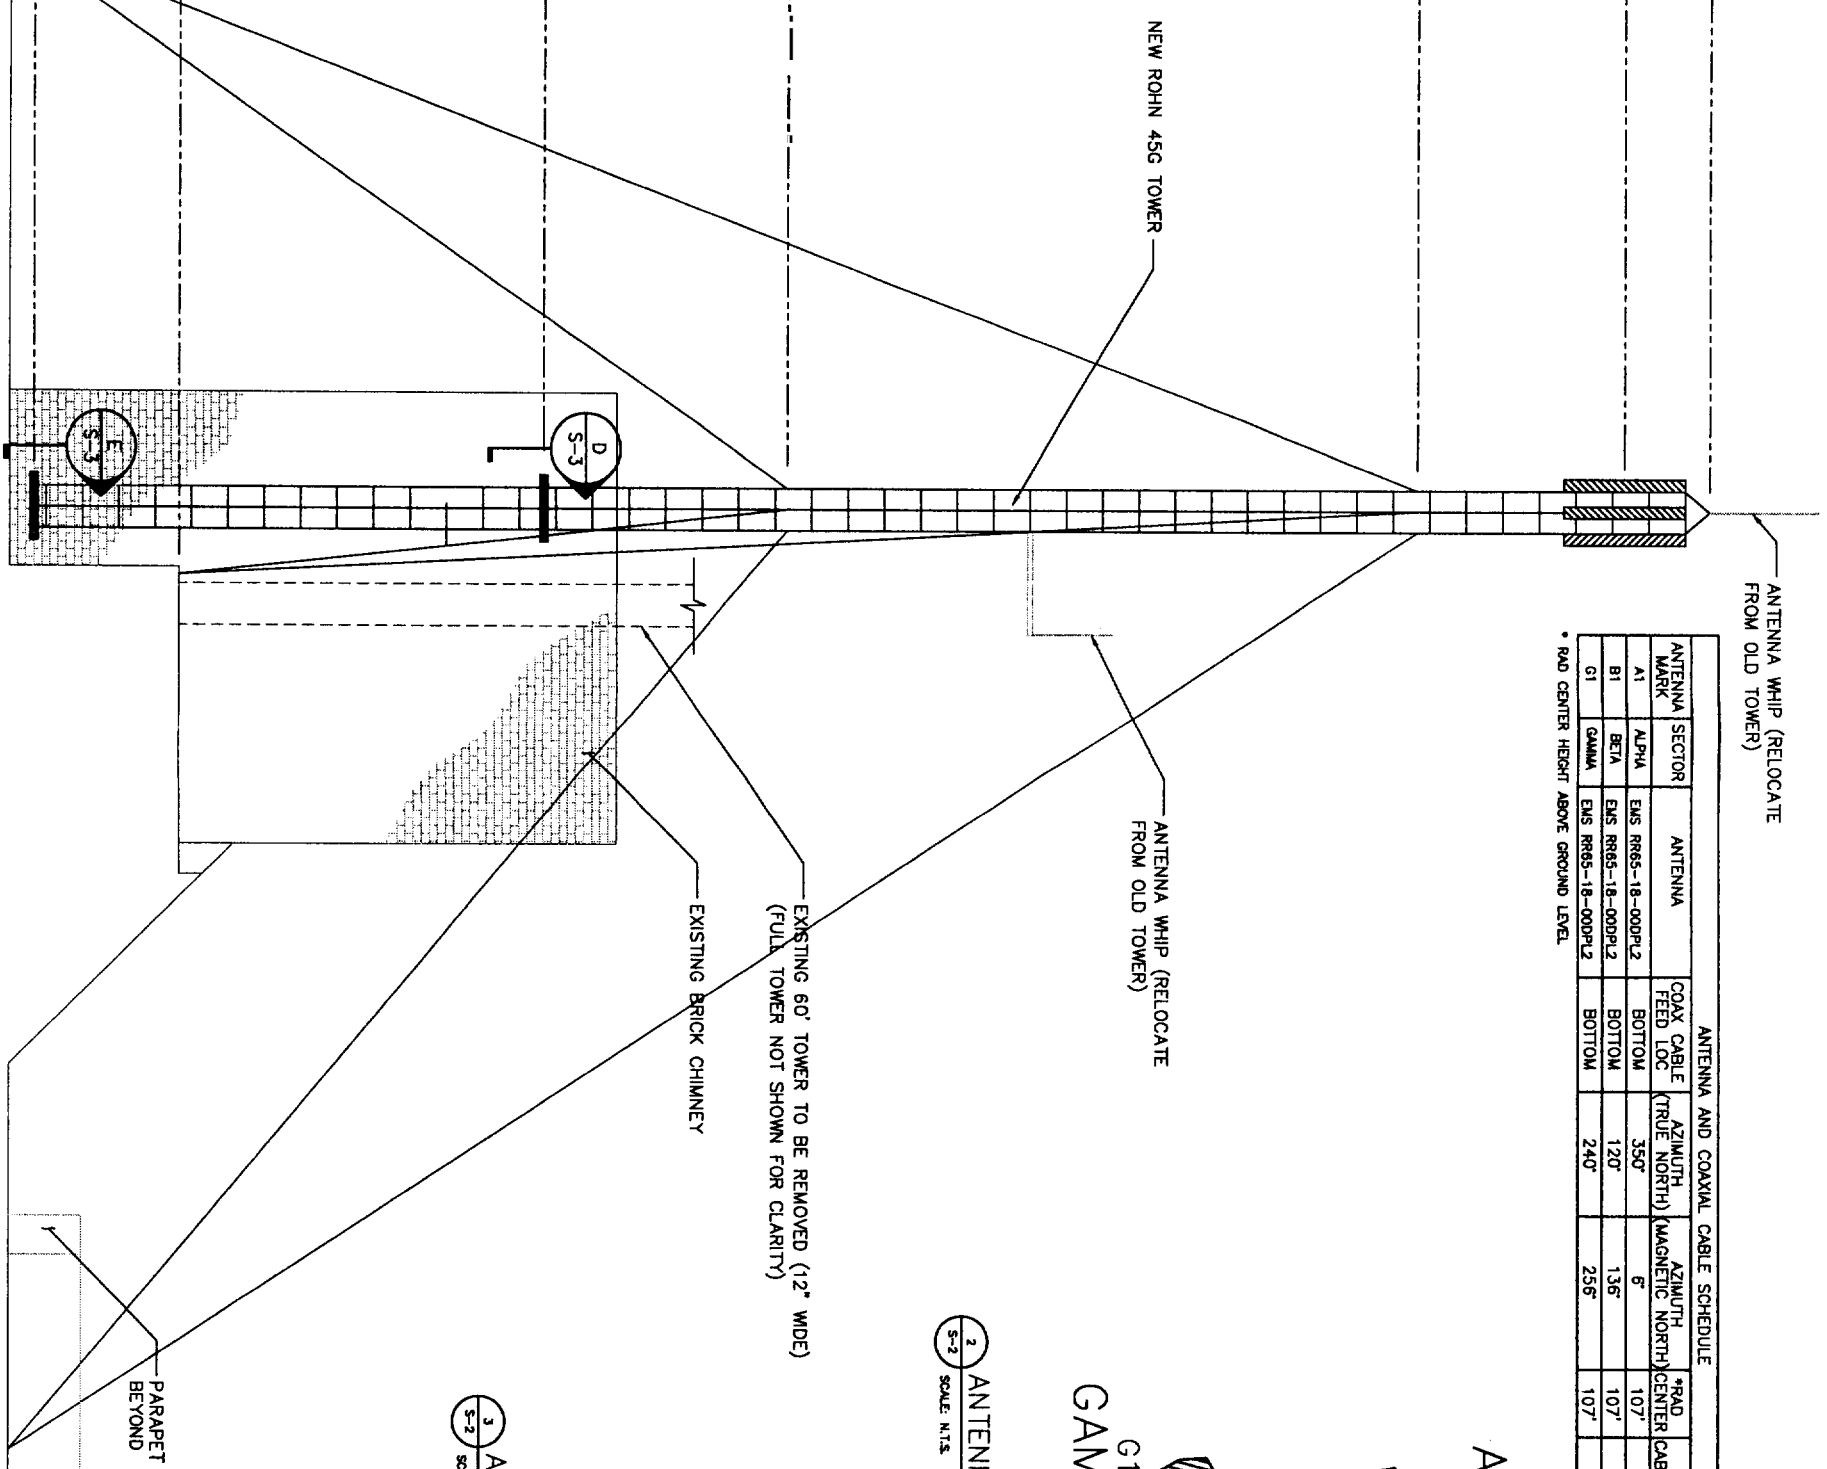 ANTENNA WHIP (RELOCATE
FROM OLD TOWER)
ANTENNA AND COAXIAL CABLE SCHEDULE
ANTENNA MARK SECTOR ANTENNA COAX CABLE FEED LOC AZIMUTH (TRUE NORTH) AZIMUTH (MAGNETIC NORTH) *RAD CENTER
A1 ALPHA EMS RR65-18-00DPL2 BOTTOM 350° 6° 107'
B1 BETA EMS RR65-18-00DPL2 BOTTOM 120° 136° 107'
G1 GAMMA EMS RR65-18-00DPL2 BOTTOM 240° 256° 107'
* RAD CENTER HEIGHT ABOVE GROUND LEVEL
NEW ROHN 45G TOWER
ANTENNA WHIP (RELOCATE
FROM OLD TOWER)
G1
GAM
2
S-2
ANTEN
SCALE: N.T.S.
EXISTING 60' TOWER TO BE REMOVED (12" WIDE)
(FULL TOWER NOT SHOWN FOR CLARITY)
EXISTING BRICK CHIMNEY
D
S-3
3
S-2
A
SC
E
S-3
PARAPET
BEYOND